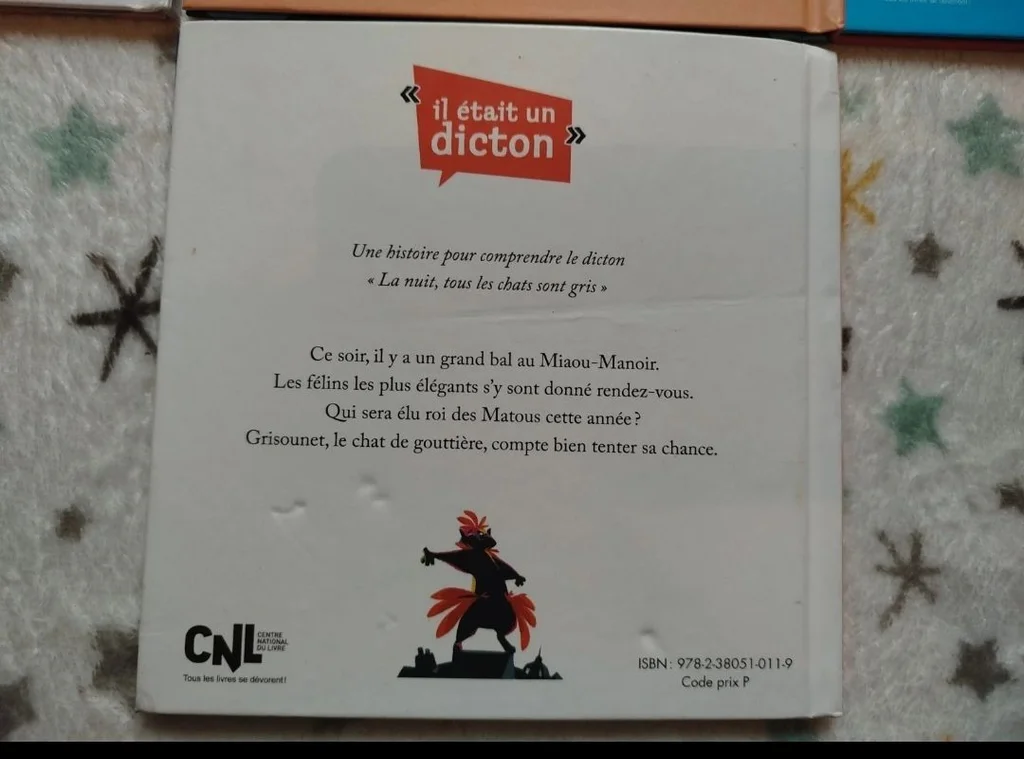 « il était un
dicton »
Une histoire pour comprendre le dicton
« La nuit, tous les chats sont gris »
Ce soir, il y a un grand bal au Miaou-Manoir.
Les félins les plus élégants s'y sont donné rendez-vous.
Qui sera élu roi des Matous cette année ?
Grisounet, le chat de gouttière, compte bien tenter sa chance.
CNL
CENTRE
NATIONAL
DU LIVRE
Tous les livres se dévorent!
ISBN : 978-2-38051-011-9
Code prix P